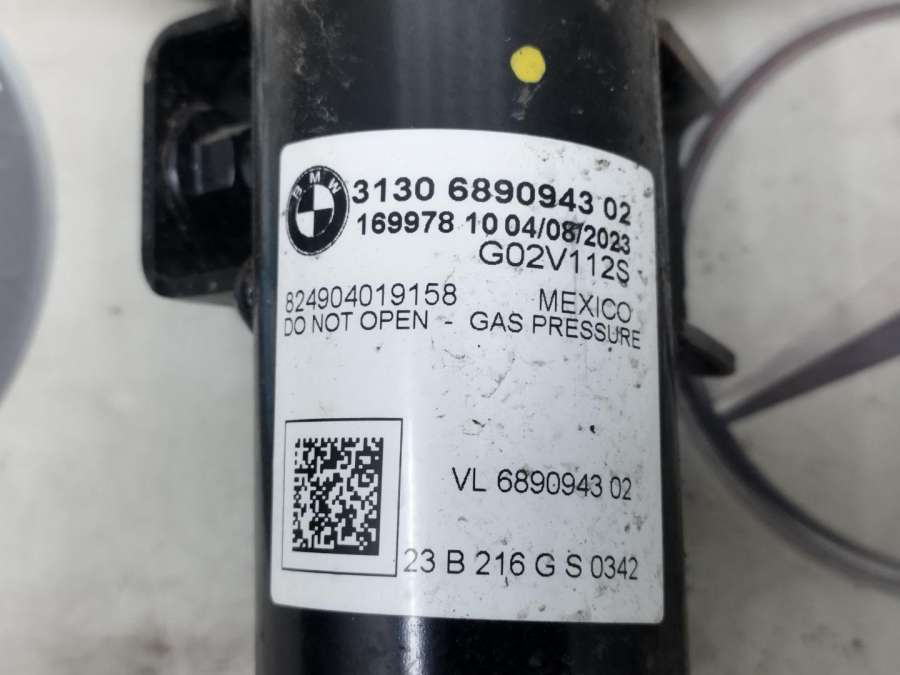 BMW
3130 6890943 02
169978 10 04/08/2023
G02V112S
824904019158 MEXICO
DO NOT OPEN - GAS PRESSURE
VL 6890943 02
23 B 216 G S 0342